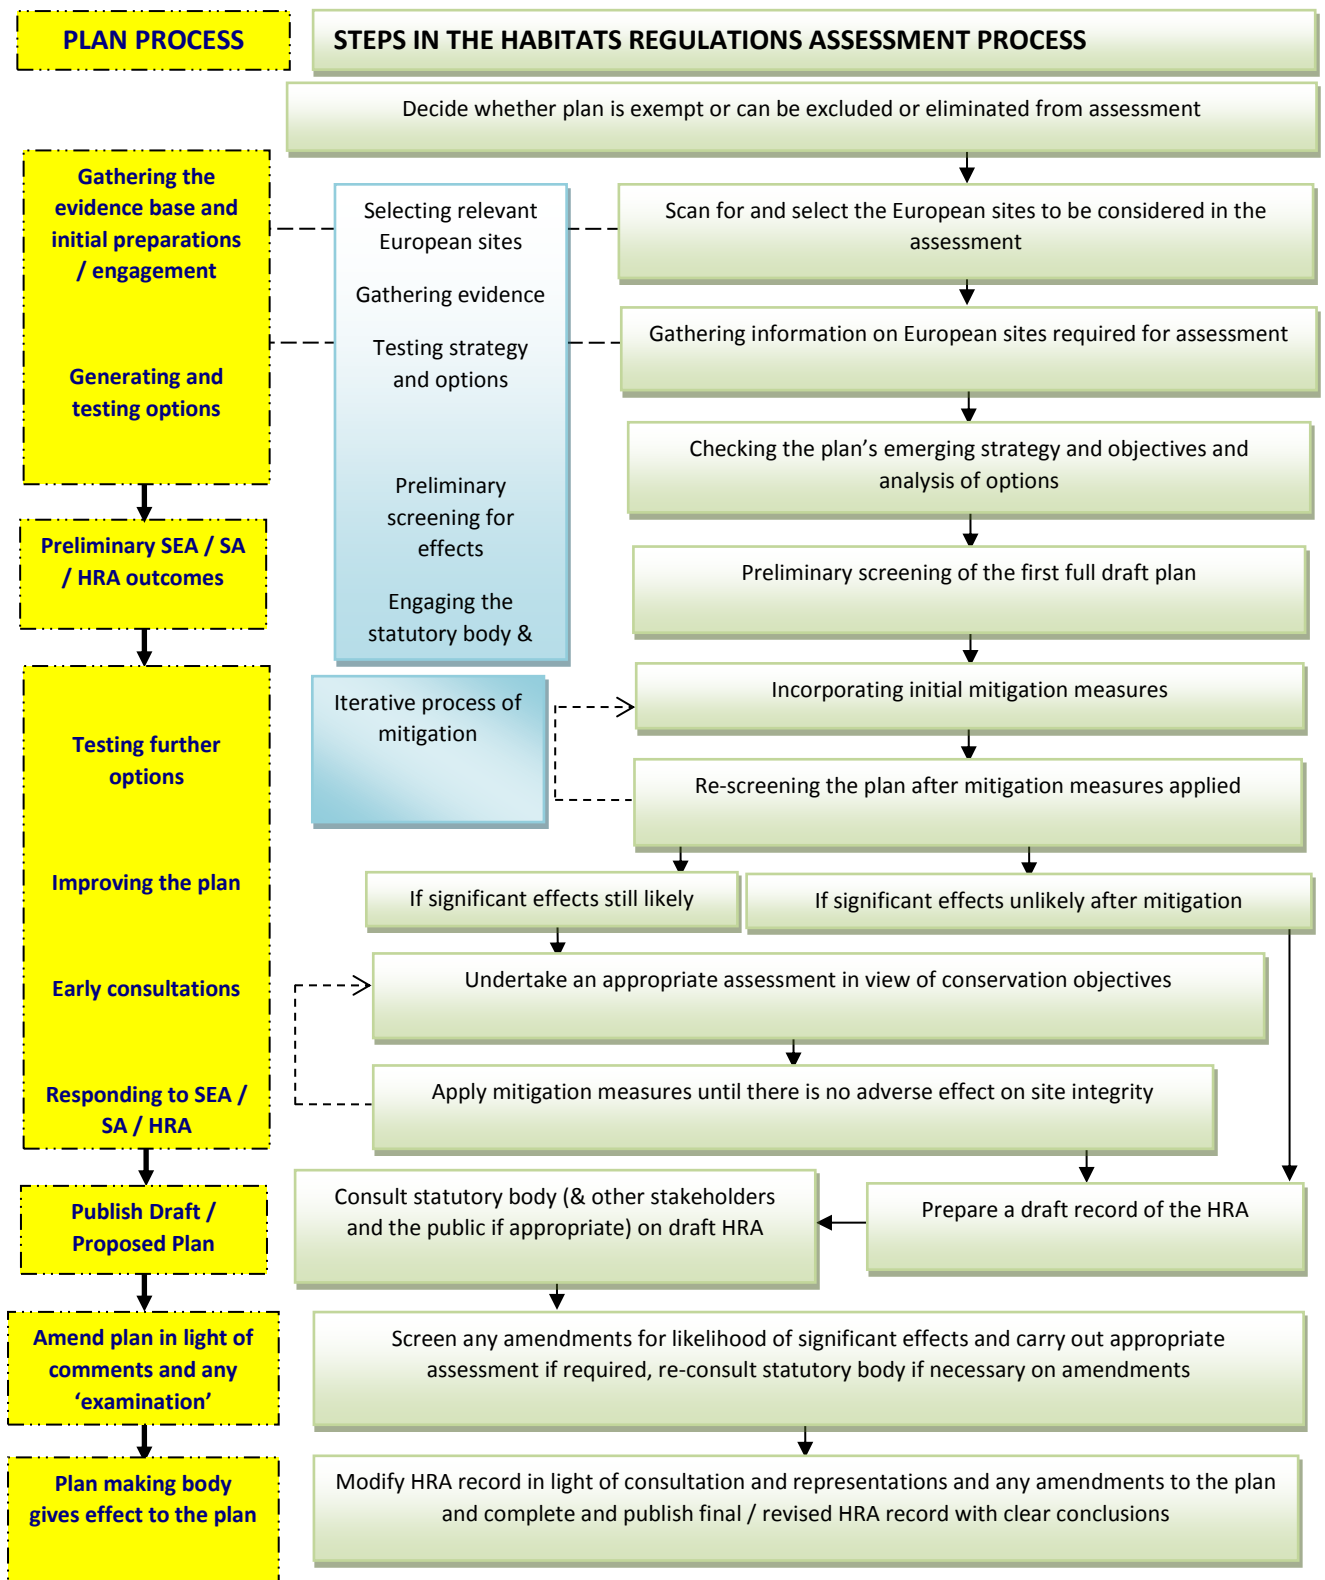 PLAN PROCESS
STEPS IN THE HABITATS REGULATIONS ASSESSMENT PROCESS
Decide whether plan is exempt or can be excluded or eliminated from assessment
Gathering the
evidence base and
initial preparations
/ engagement
Generating and
testing options
Selecting relevant
European sites
Gathering evidence
Testing strategy
and options
Preliminary
screening for
effects
Engaging the
statutory body &
Scan for and select the European sites to be considered in the
assessment
Gathering information on European sites required for assessment
Checking the plan’s emerging strategy and objectives and
analysis of options
Preliminary SEA / SA
/ HRA outcomes
Preliminary screening of the first full draft plan
Iterative process of
mitigation
Incorporating initial mitigation measures
Re-screening the plan after mitigation measures applied
Testing further
options
Improving the plan
Early consultations
Responding to SEA /
SA / HRA
If significant effects still likely
If significant effects unlikely after mitigation
Undertake an appropriate assessment in view of conservation objectives
Apply mitigation measures until there is no adverse effect on site integrity
Publish Draft /
Proposed Plan
Consult statutory body (& other stakeholders
and the public if appropriate) on draft HRA
Prepare a draft record of the HRA
Amend plan in light of
comments and any
‘examination’
Screen any amendments for likelihood of significant effects and carry out appropriate
assessment if required, re-consult statutory body if necessary on amendments
Plan making body
gives effect to the plan
Modify HRA record in light of consultation and representations and any amendments to the plan
and complete and publish final / revised HRA record with clear conclusions